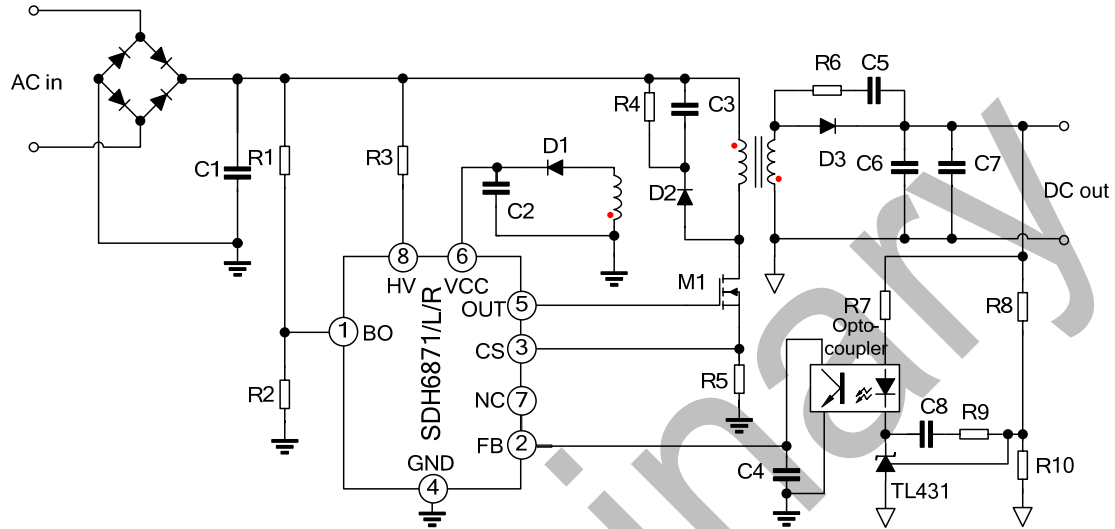 AC in
C1
R1
R2
R3
8
HV
6
VCC
C2
D1
R4
C3
D2
R6
C5
D3
C6
C7
DC out
SDH6871/L/R
1
BO
OUT
5
CS
3
NC
7
FB
2
GND
4
M1
R5
C4
R7
Opto-
coupler
R8
C8
R9
R10
TL431
inary